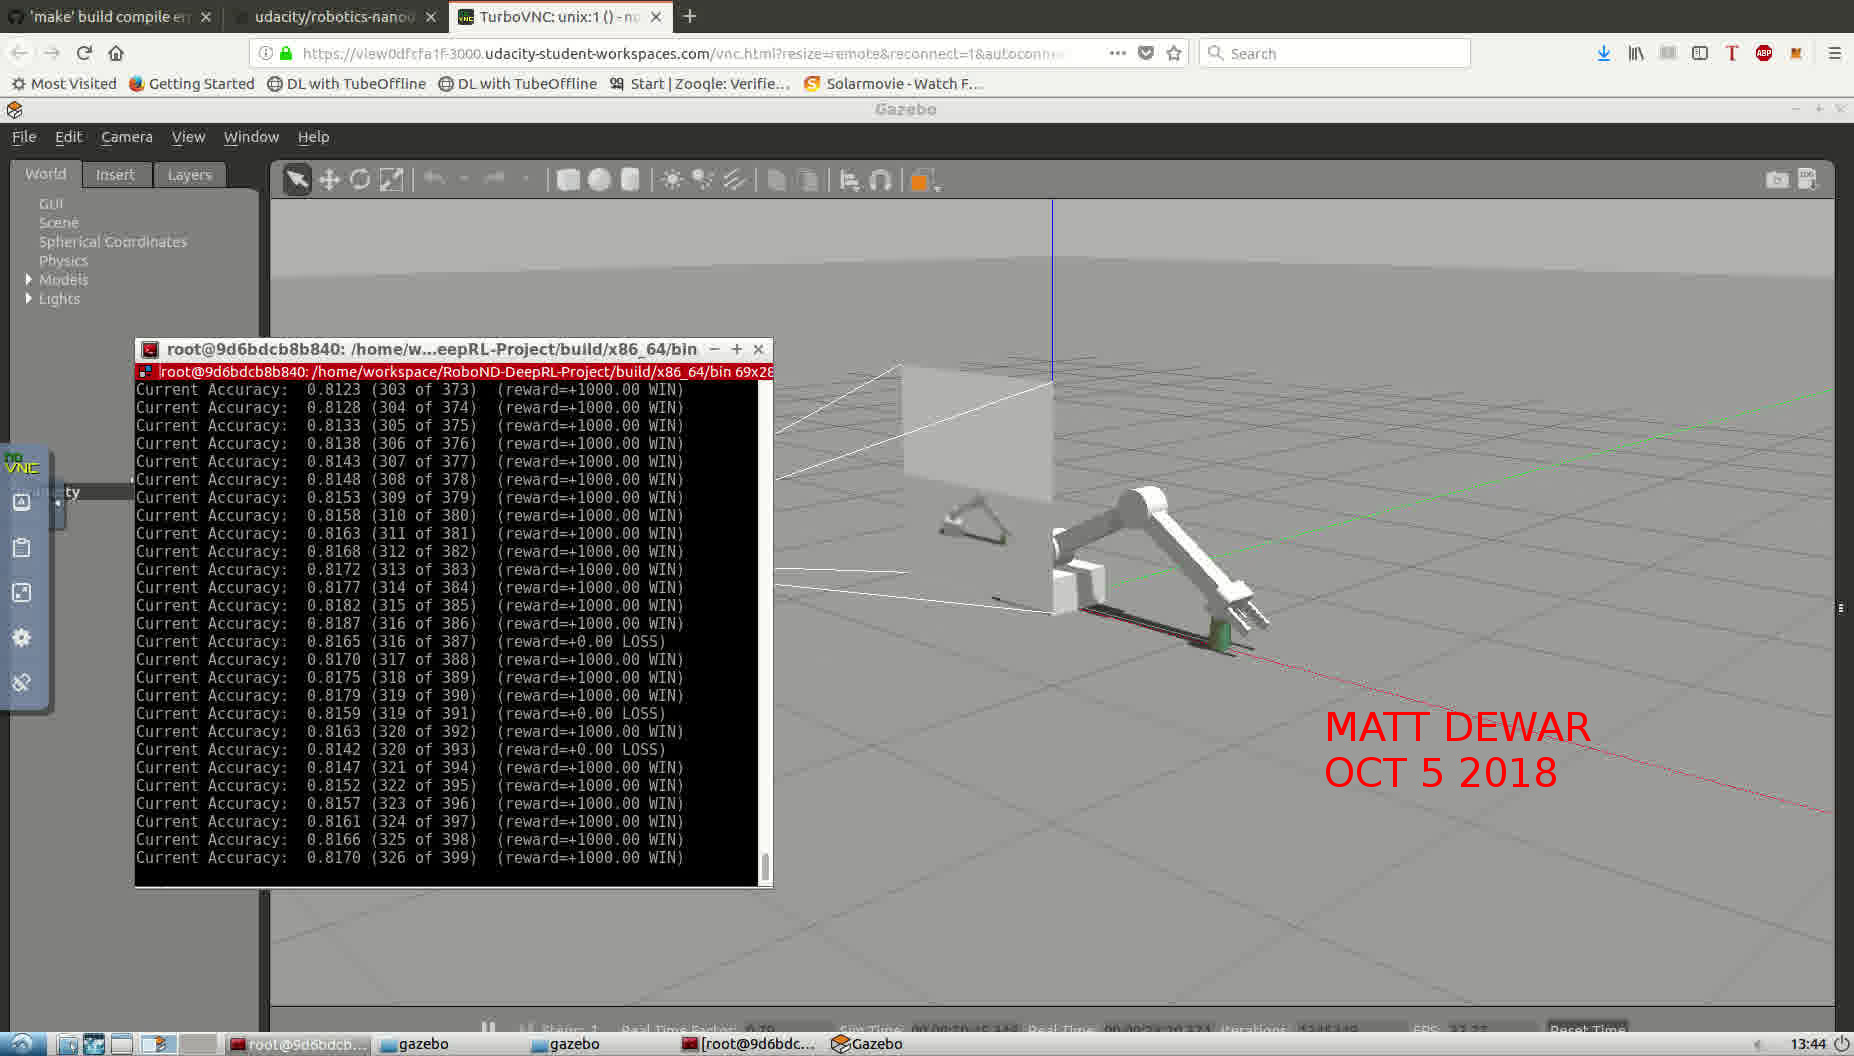 'make' build compile er
udacity/robotics-nanod
TurboVNC: unix:1 () - no
https://view0dfcfa1f-3000.udacity-student-workspaces.com/vnc.html?resize=remote&reconnect=1&autoconne
Search
Most Visited
Getting Started
DL with TubeOffline
DL with TubeOffline
Start | Zooqle: Verifie...
Solarmovie - Watch F...
Gazebo
File Edit Camera View Window Help
World Insert Layers
GUI
Scene
Spherical Coordinates
Physics
Models
Lights
root@9d6bdcb8b840: /home/w...eepRL-Project/build/x86_64/bin
root@9d6bdcb8b840: /home/workspace/RoboND-DeepRL-Project/build/x86_64/bin 69x28
Current Accuracy: 0.8123 (303 of 373) (reward=+1000.00 WIN)
Current Accuracy: 0.8128 (304 of 374) (reward=+1000.00 WIN)
Current Accuracy: 0.8133 (305 of 375) (reward=+1000.00 WIN)
Current Accuracy: 0.8138 (306 of 376) (reward=+1000.00 WIN)
Current Accuracy: 0.8143 (307 of 377) (reward=+1000.00 WIN)
Current Accuracy: 0.8148 (308 of 378) (reward=+1000.00 WIN)
Current Accuracy: 0.8153 (309 of 379) (reward=+1000.00 WIN)
Current Accuracy: 0.8158 (310 of 380) (reward=+1000.00 WIN)
Current Accuracy: 0.8163 (311 of 381) (reward=+1000.00 WIN)
Current Accuracy: 0.8168 (312 of 382) (reward=+1000.00 WIN)
Current Accuracy: 0.8172 (313 of 383) (reward=+1000.00 WIN)
Current Accuracy: 0.8177 (314 of 384) (reward=+1000.00 WIN)
Current Accuracy: 0.8182 (315 of 385) (reward=+1000.00 WIN)
Current Accuracy: 0.8187 (316 of 386) (reward=+1000.00 WIN)
Current Accuracy: 0.8165 (316 of 387) (reward=+0.00 LOSS)
Current Accuracy: 0.8170 (317 of 388) (reward=+1000.00 WIN)
Current Accuracy: 0.8175 (318 of 389) (reward=+1000.00 WIN)
Current Accuracy: 0.8179 (319 of 390) (reward=+1000.00 WIN)
Current Accuracy: 0.8159 (319 of 391) (reward=+0.00 LOSS)
Current Accuracy: 0.8163 (320 of 392) (reward=+1000.00 WIN)
Current Accuracy: 0.8142 (320 of 393) (reward=+0.00 LOSS)
Current Accuracy: 0.8147 (321 of 394) (reward=+1000.00 WIN)
Current Accuracy: 0.8152 (322 of 395) (reward=+1000.00 WIN)
Current Accuracy: 0.8157 (323 of 396) (reward=+1000.00 WIN)
Current Accuracy: 0.8161 (324 of 397) (reward=+1000.00 WIN)
Current Accuracy: 0.8166 (325 of 398) (reward=+1000.00 WIN)
Current Accuracy: 0.8170 (326 of 399) (reward=+1000.00 WIN)
no
VNC
MATT DEWAR
OCT 5 2018
Steps: 1 Real Time Factor: Sim Time: Real Time: Iterations: FPS: Reset Time
root@9d6bdcb...
gazebo
gazebo
[root@9d6bdc...
Gazebo
13:44